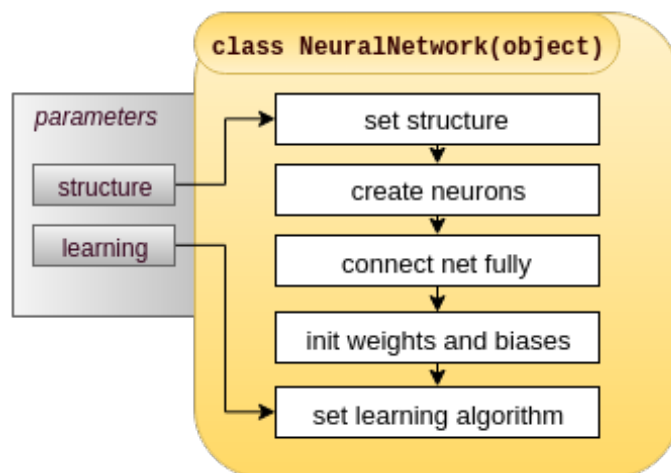 class NeuralNetwork(object)
parameters
structure
learning
set structure
create neurons
connect net fully
init weights and biases
set learning algorithm